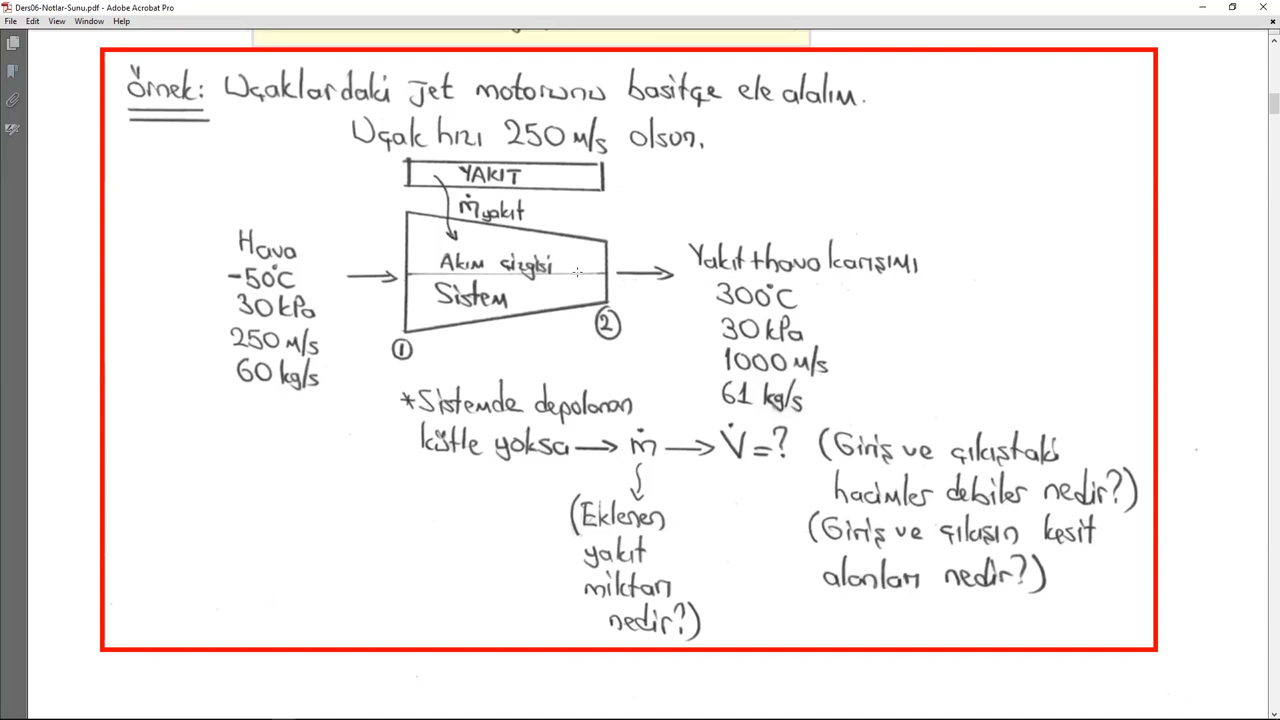 Ders06-Notlar-Sunu.pdf - Adobe Acrobat Pro
File Edit View Window Help
Örnek: Uçaklardaki jet motorunu basitçe ele alalım.
Uçak hızı 250 m/s olsun.
YAKIT
ṁyakıt
Hava
-50°C
30 kPa
250 m/s
60 kg/s
Akım çizgisi
Sistem
①
②
Yakıt+hava karışımı
300°C
30 kPa
1000 m/s
61 kg/s
*Sistemde depolanan
kütle yoksa → ṁ → V̇=? (Giriş ve çıkıştaki
hacimler debiler nedir?)
(Eklenen
yakıt
miktarı
nedir?)
(Giriş ve çıkışın kesit
alanları nedir?)